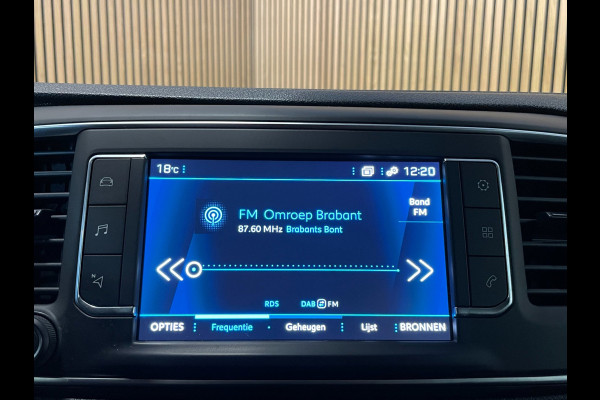 18°C 12:20
FM Omroep Brabant
Band
FM
87.60 MHz Brabants Bont
RDS DAB FM
OPTIES Frequentie Geheugen Lijst BRONNEN
N